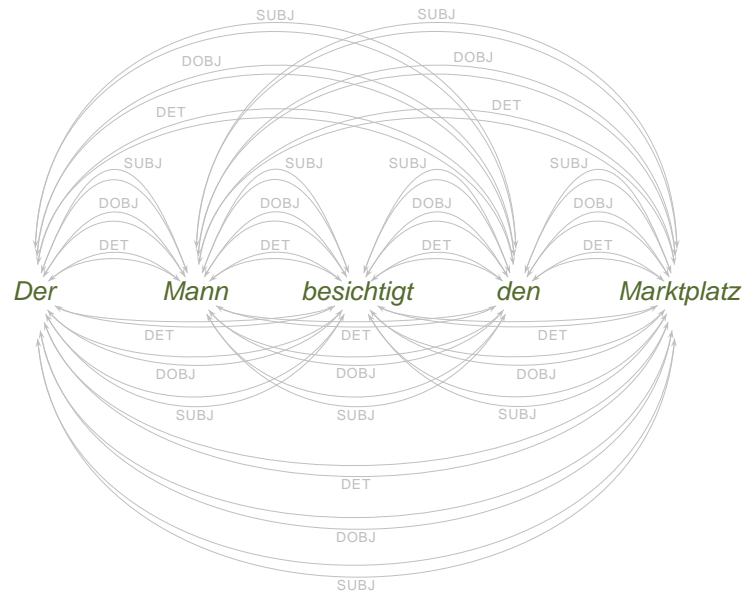 SUBJ SUBJ
DOBJ DOBJ
DET DET
SUBJ SUBJ SUBJ SUBJ
DOBJ DOBJ DOBJ DOBJ
DET DET DET DET
Der Mann besichtigt den Marktplatz
DET DET DET
DOBJ DOBJ DOBJ
SUBJ SUBJ SUBJ
DET
DOBJ
SUBJ